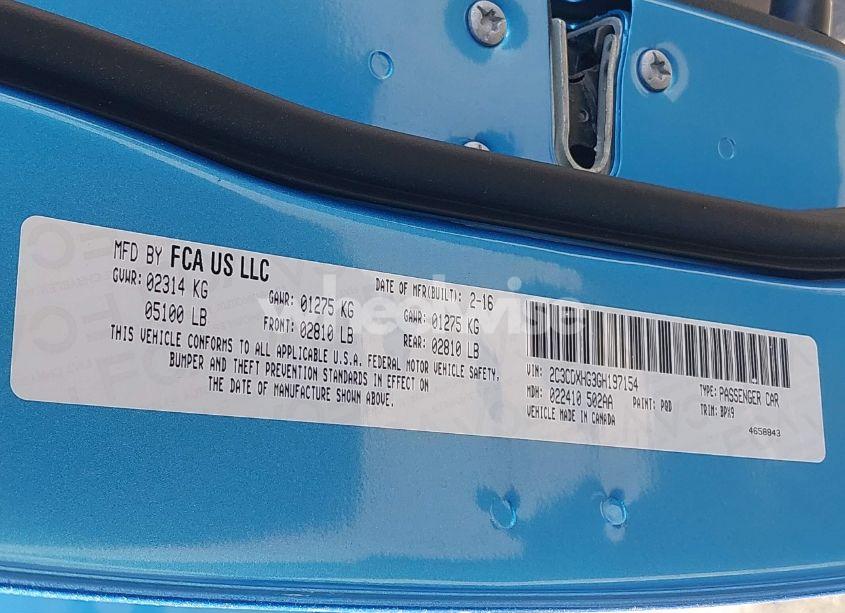 MFD BY FCA US LLC
DATE OF MFR(BUILT): 2-16
GVWR: 02314 KG
GAWR: 01275 KG
GAWR: 01275 KG
05100 LB
FRONT: 02810 LB
REAR: 02810 LB
THIS VEHICLE CONFORMS TO ALL APPLICABLE U.S.A. FEDERAL MOTOR VEHICLE SAFETY,
BUMPER AND THEFT PREVENTION STANDARDS IN EFFECT ON
THE DATE OF MANUFACTURE SHOWN ABOVE.
VIN: 2C3CDXHG3GH197154
TYPE: PASSENGER CAR
MDH: 022410 502AA
PAINT: PQD
TRIM: BPX9
VEHICLE MADE IN CANADA
4658843
wheelwise